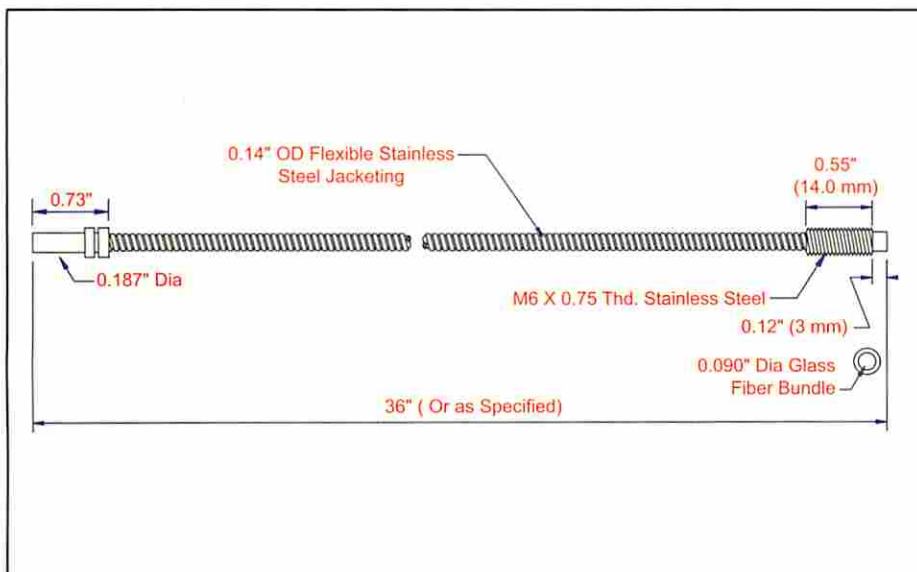 0.14" OD Flexible Stainless
Steel Jacketing
0.55"
(14.0 mm)
0.73"
0.187" Dia
M6 X 0.75 Thd. Stainless Steel
0.12" (3 mm)
0.090" Dia Glass
Fiber Bundle
36" ( Or as Specified)